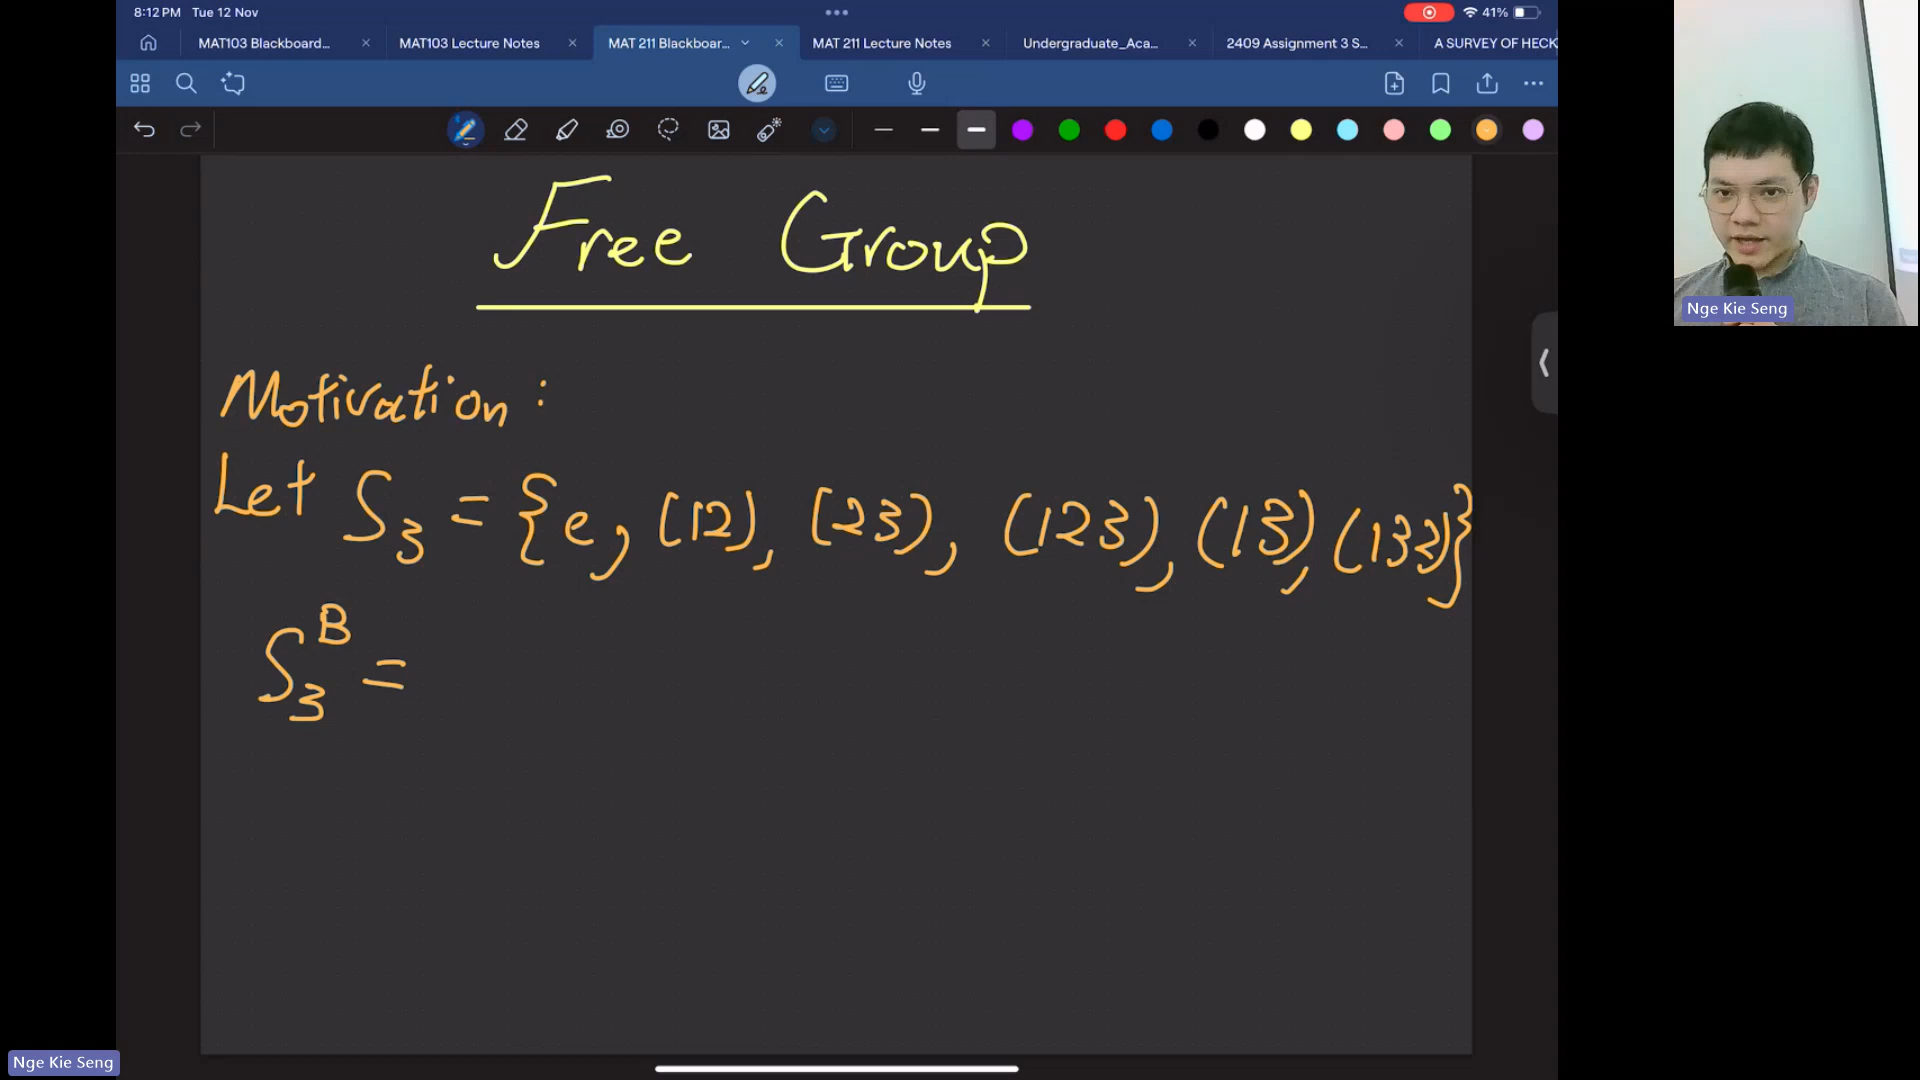 8:12 PM Tue 12 Nov
41%
MAT103 Blackboard... MAT103 Lecture Notes MAT 211 Blackboar... MAT 211 Lecture Notes Undergraduate_Aca... 2409 Assignment 3 S... A SURVEY OF HECK
Free Group
Motivation :
Let S₃ = {e, (12), (23), (123), (13), (132)}
S₃ᴮ =
Nge Kie Seng
Nge Kie Seng